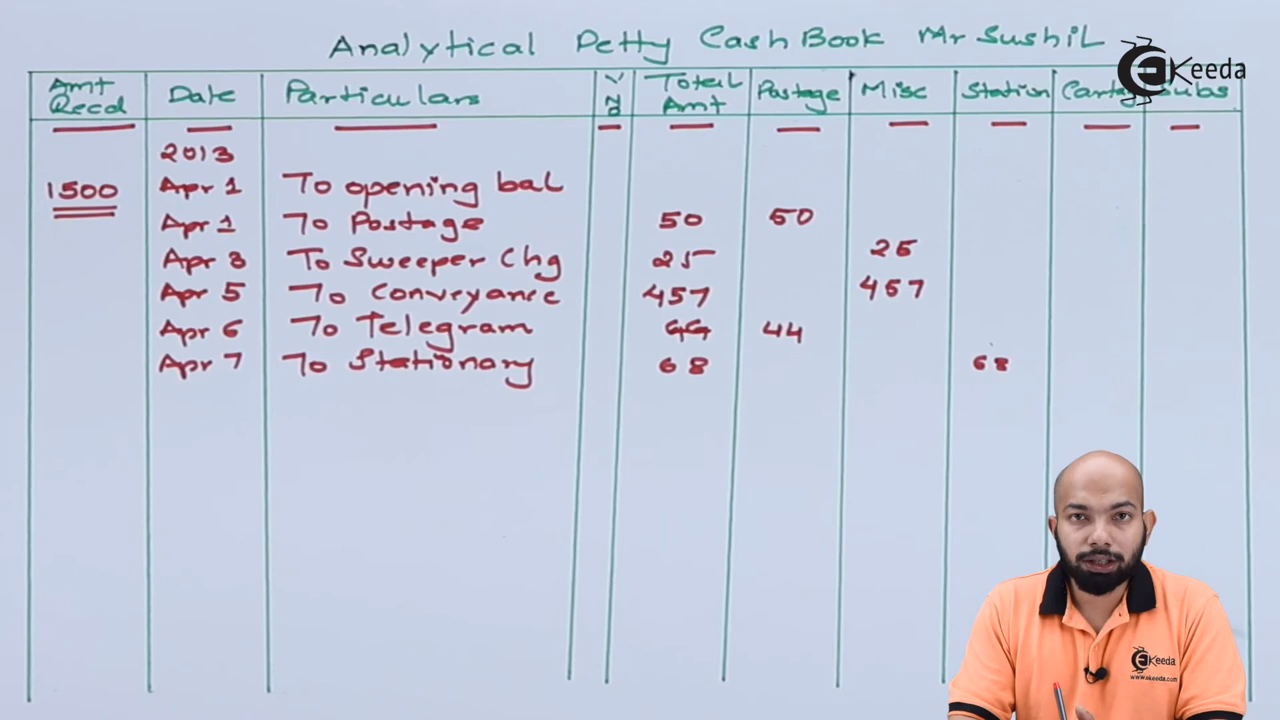 Analytical Petty Cash Book Mr Sushil
EKeeda
Amt Recd Date Particulars V No Total Amt Postage Misc Station Subs
2013
1500 Apr 1 To opening bal
Apr 1 To Postage 50 50
Apr 3 To Sweeper Chg 25 25
Apr 5 To Conveyance 457 457
Apr 6 To Telegram 44 44
Apr 7 To Stationary 68 68
EKeeda
www.ekeeda.com